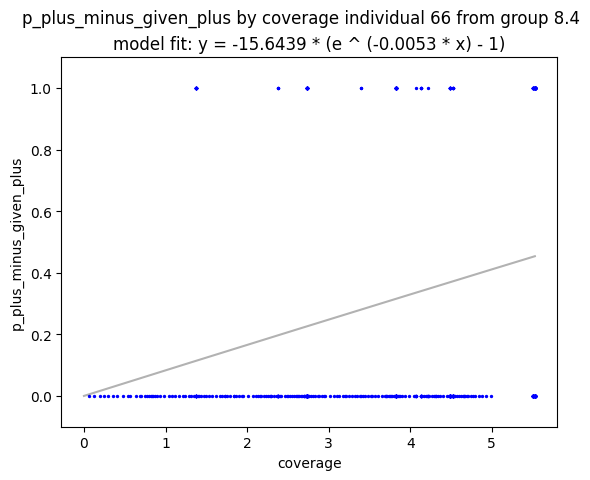 p_plus_minus_given_plus by coverage individual 66 from group 8.4
model fit: y = -15.6439 * (e ^ (-0.0053 * x) - 1)
1.0
0.8
0.6
0.4
0.2
0.0
p_plus_minus_given_plus
0 1 2 3 4 5
coverage